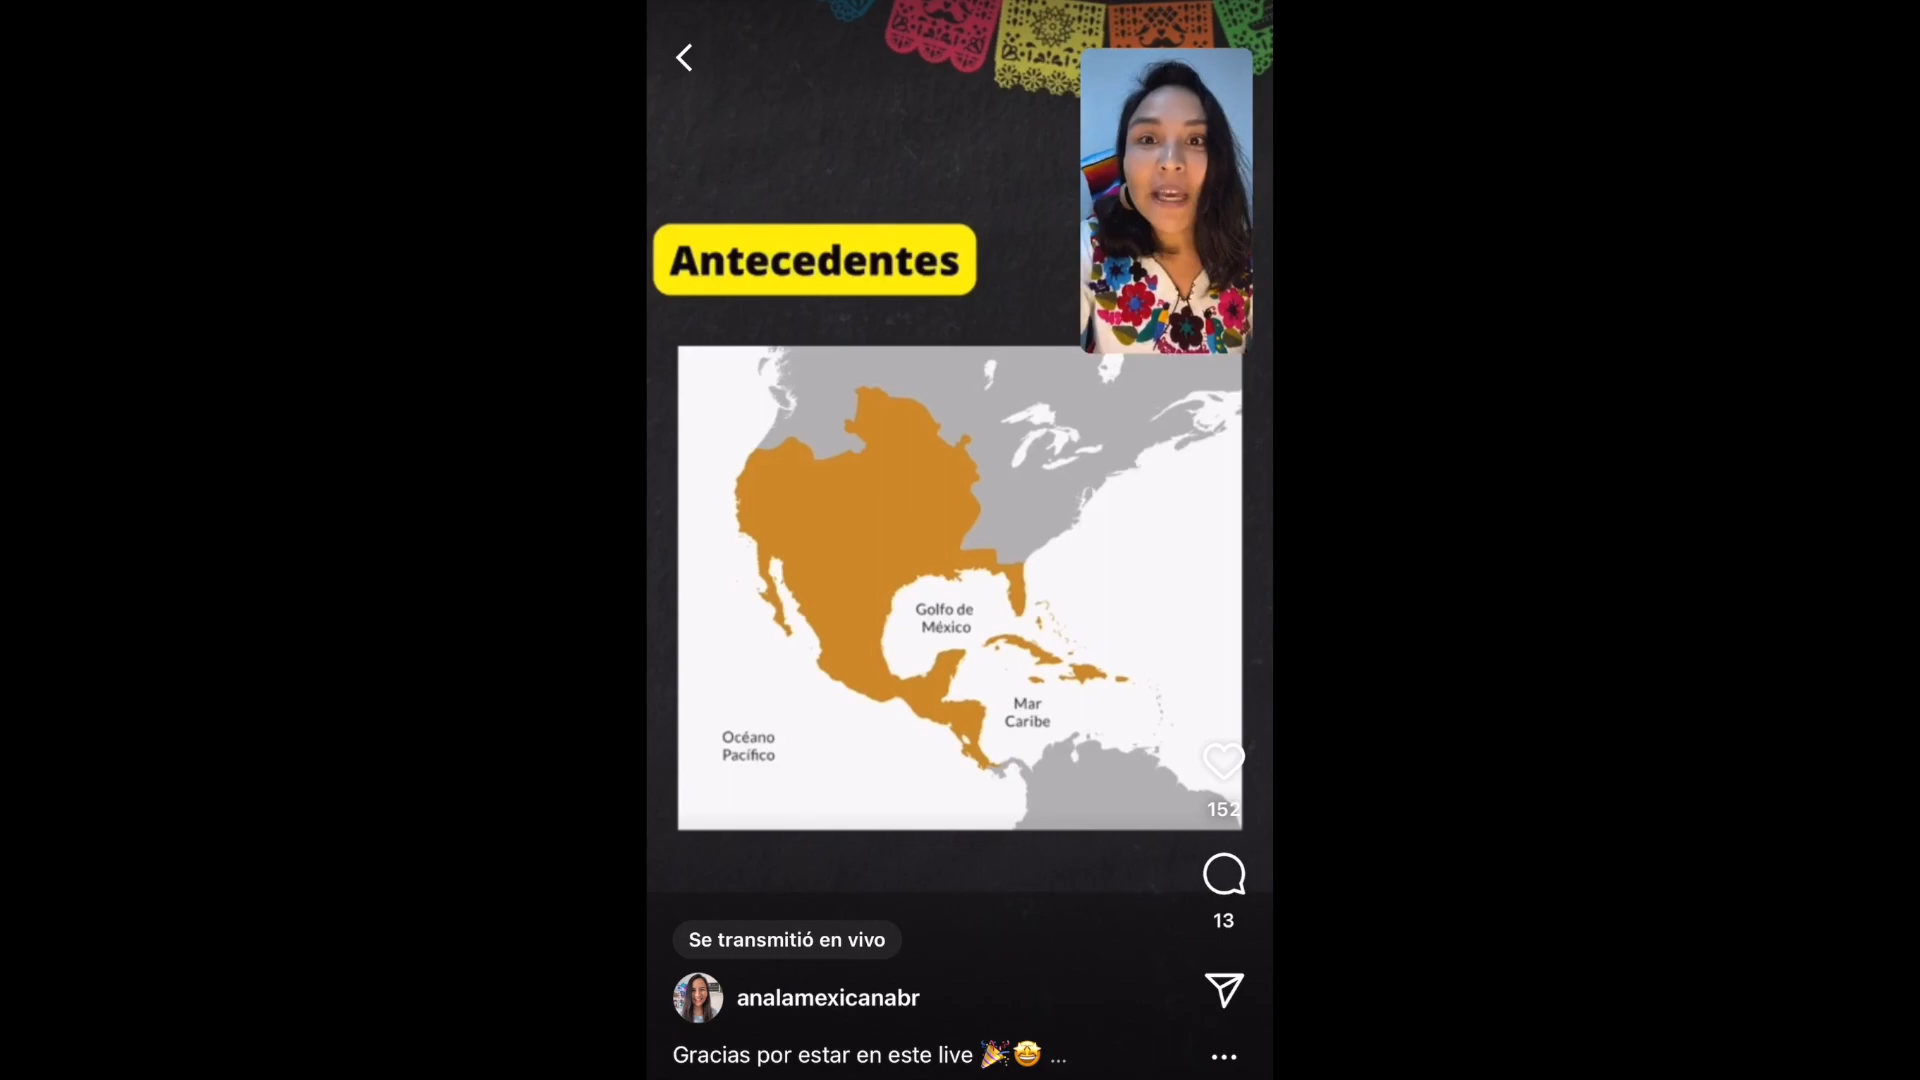 Antecedentes
Golfo de
México
Mar
Caribe
Océano
Pacífico
152
13
Se transmitió en vivo
analamexicanabr
Gracias por estar en este live 🎉🤩 ...